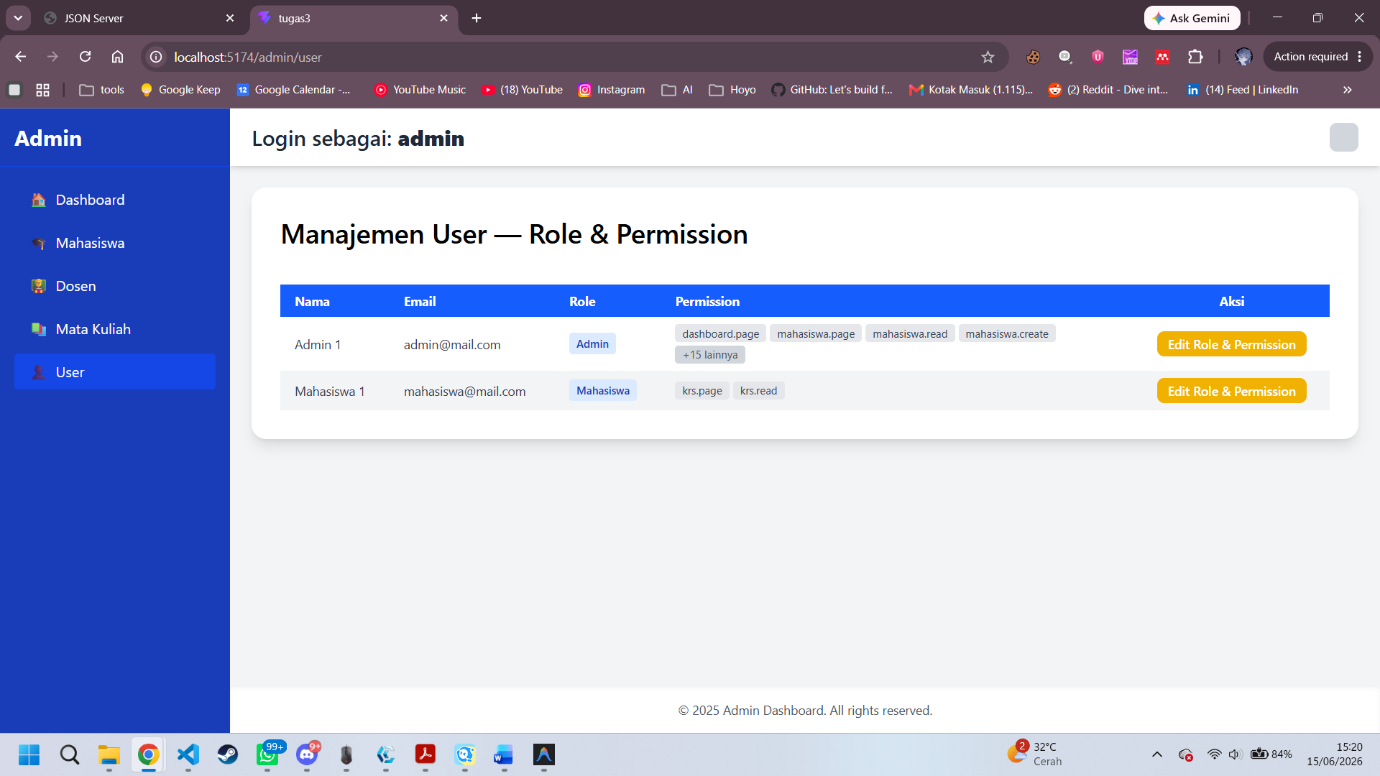 JSON Server
tugas3
Ask Gemini
localhost:5174/admin/user
Action required
tools
Google Keep
12
Google Calendar -...
YouTube Music
(18) YouTube
Instagram
AI
Hoyo
GitHub: Let's build f...
Kotak Masuk (1.115)...
(2) Reddit - Dive int...
in
(14) Feed | LinkedIn
Admin
Login sebagai: admin
Dashboard
Mahasiswa
Dosen
Mata Kuliah
User
Manajemen User — Role & Permission
Nama Email Role Permission Aksi
Admin 1 admin@mail.com Admin dashboard.page mahasiswa.page mahasiswa.read mahasiswa.create Edit Role & Permission
+15 lainnya
Mahasiswa 1 mahasiswa@mail.com Mahasiswa krs.page krs.read Edit Role & Permission
© 2025 Admin Dashboard. All rights reserved.
99+
9+
2
32°C
Cerah
84%
15:20
15/06/2026